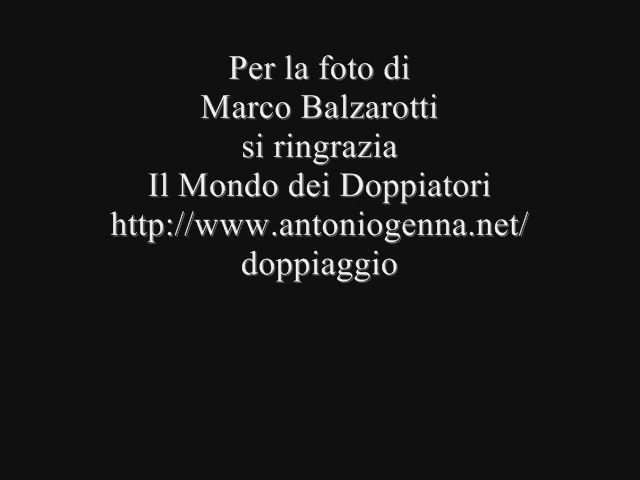 Per la foto di
Marco Balzarotti
si ringrazia
Il Mondo dei Doppiatori
http://www.antoniogenna.net/
doppiaggio